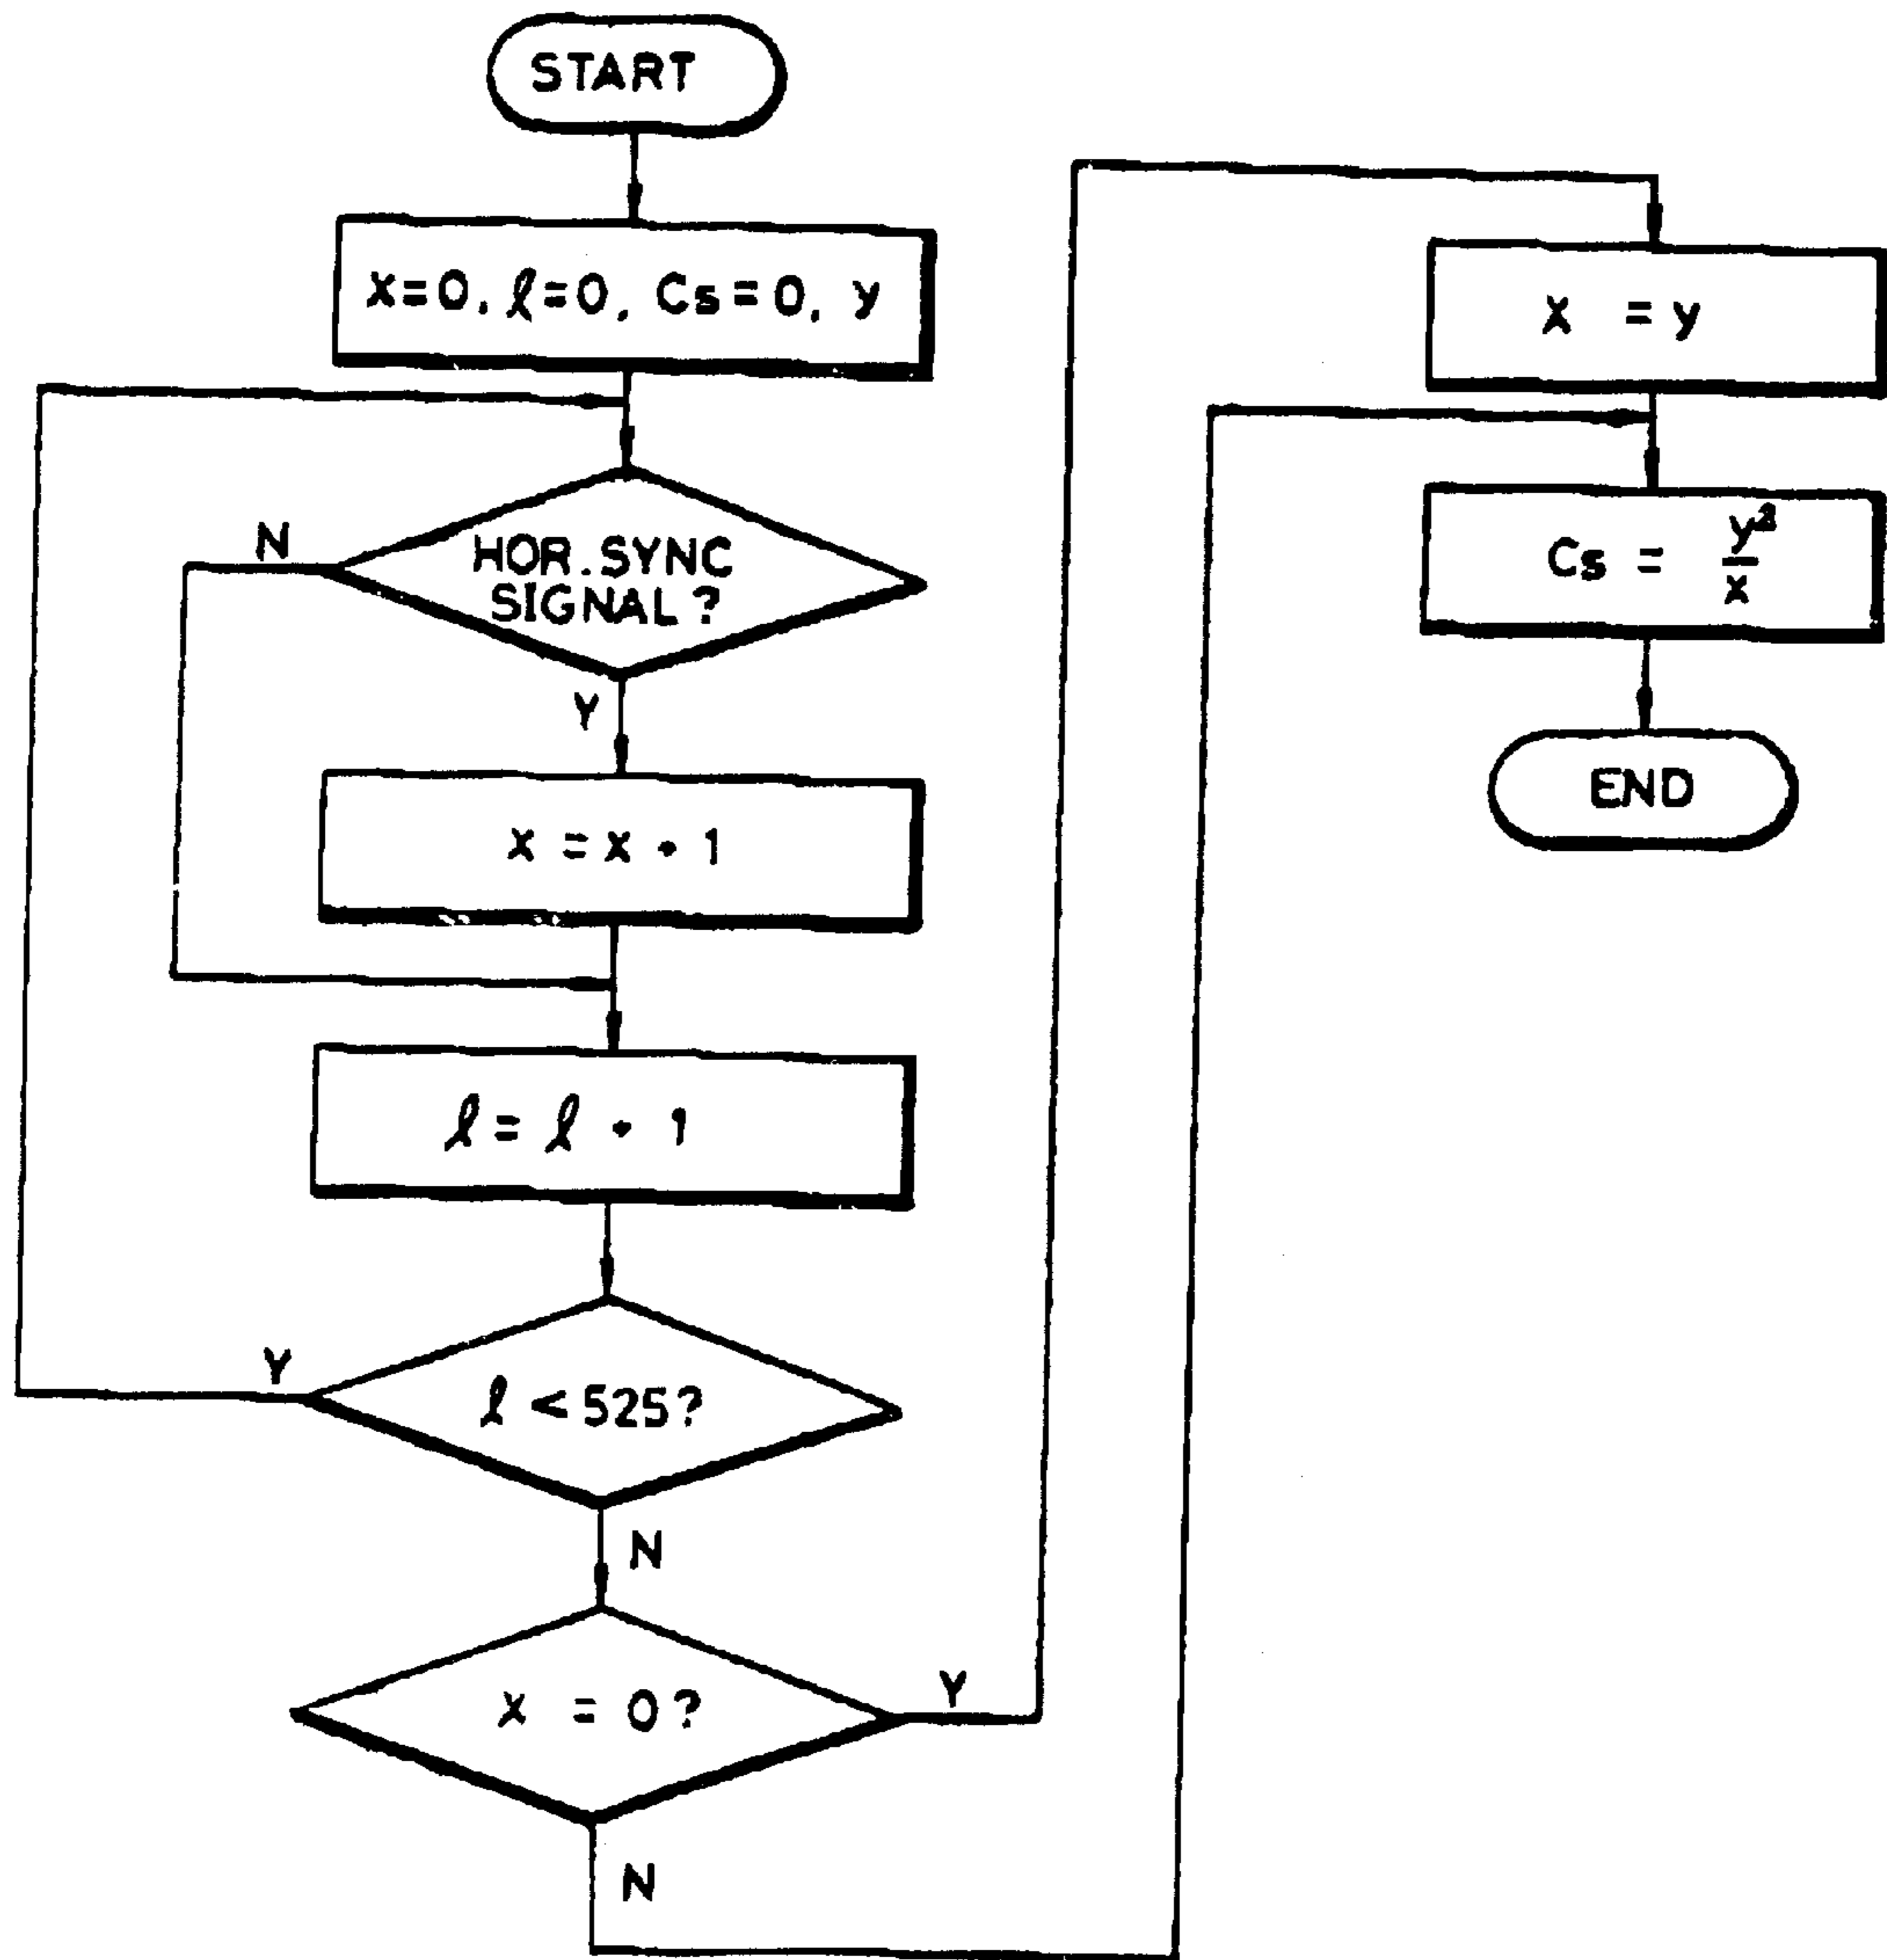 START
x=0, ℓ=0, Cs=0, y
N
HOR. SYNC
SIGNAL ?
Y
x = x + 1
ℓ = ℓ + 1
Y
ℓ < 525?
N
x = 0?
Y
N
x = y
Cs = y²/x
END